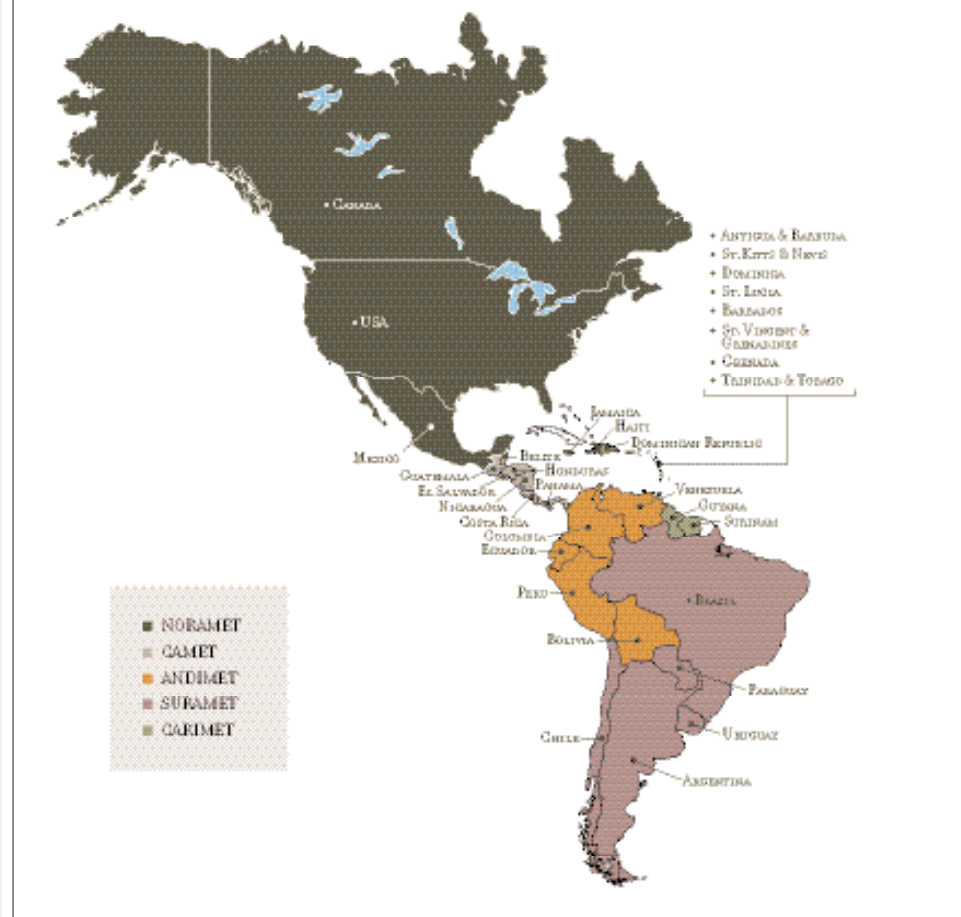 • CANADA
• USA
• ANTIGUA & BARBUDA
• ST. KITTS & NEVIS
• DOMINICA
• ST. LUCIA
• BARBADOS
• ST. VINCENT &
GRENADINES
• GRENADA
• TRINIDAD & TOBAGO
JAMAICA
HAITI
DOMINICAN REPUBLIC
MEXICO
BELIZE
GUATEMALA
HONDURAS
EL SALVADOR
PANAMA
NICARAGUA
COSTA RICA
VENEZUELA
GUYANA
SURINAM
COLUMBIA
ECUADOR
PERU
BRAZIL
BOLIVIA
PARAGUAY
CHILE
URUGUAY
ARGENTINA
NORAMET
CAMET
ANDIMET
SURAMET
CARIMET